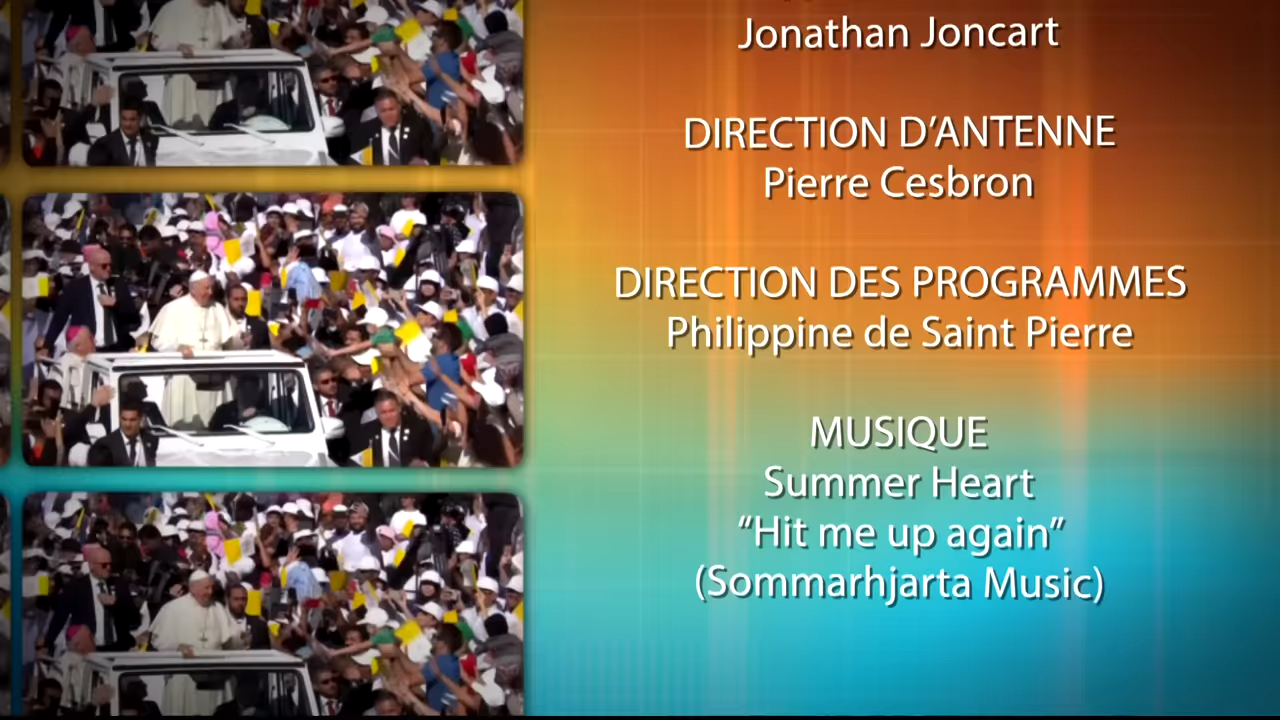 Jonathan Joncart
DIRECTION D’ANTENNE
Pierre Cesbron
DIRECTION DES PROGRAMMES
Philippine de Saint Pierre
MUSIQUE
Summer Heart
“Hit me up again”
(Sommarhjarta Music)